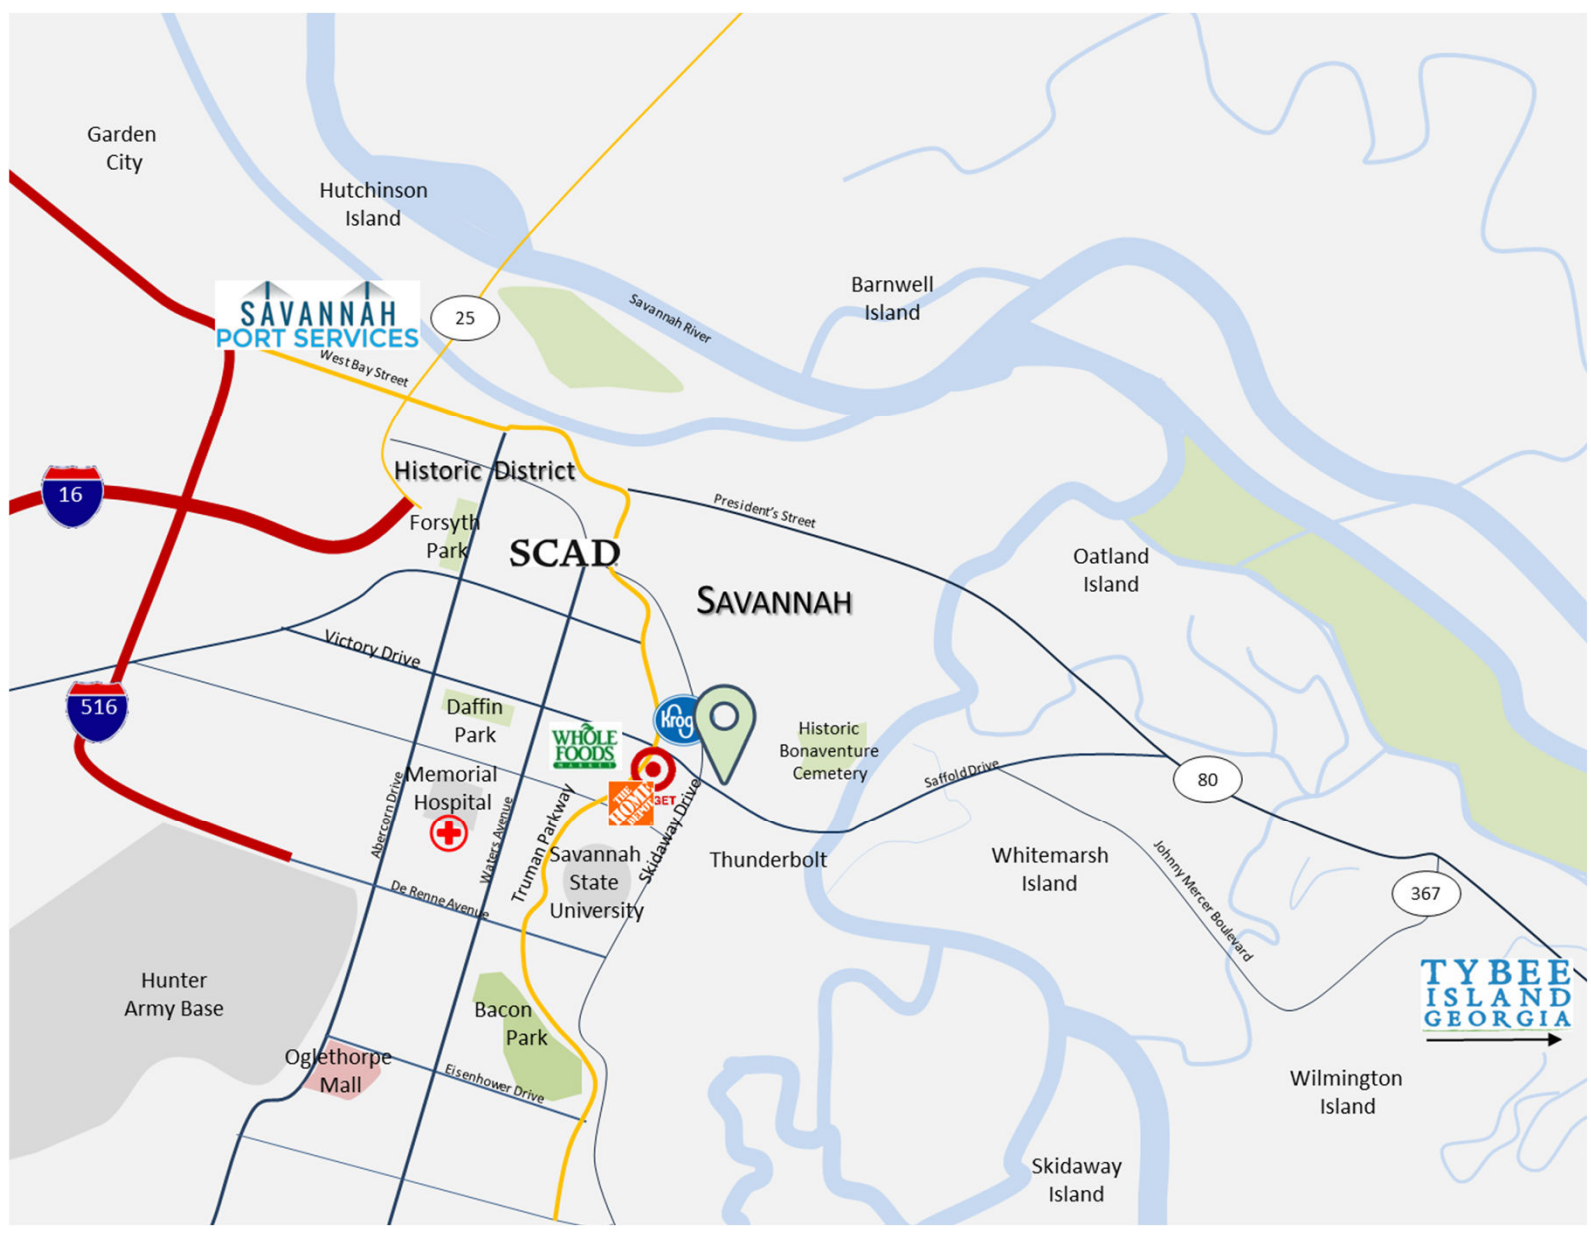 Garden
City
Hutchinson
Island
Barnwell
Island
SAVANNAH
PORT SERVICES
25
Savannah River
West Bay Street
Historic District
16
President's Street
Forsyth
Park
SCAD
Oatland
Island
SAVANNAH
Victory Drive
516
Daffin
Park
Krog
WHOLE
FOODS
MARKET
Historic
Bonaventure
Cemetery
Saffold Drive
80
Memorial
Hospital
THE
HOME
DEPOT
GET
Abercorn Drive
Waters Avenue
Truman Parkway
Skidaway Drive
Savannah
State
University
Thunderbolt
Whitemarsh
Island
Johnny Mercer Boulevard
367
De Renne Avenue
Hunter
Army Base
TYBEE
ISLAND
GEORGIA
Bacon
Park
Oglethorpe
Mall
Eisenhower Drive
Wilmington
Island
Skidaway
Island